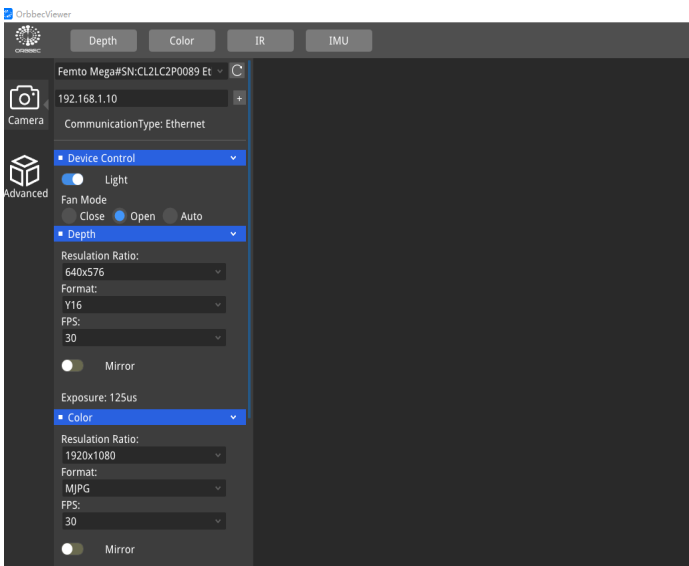 OrbbecViewer
ORBBEC Depth Color IR IMU
Femto Mega#SN:CL2LC2P0089 Et
192.168.1.10 +
Camera
CommunicationType: Ethernet
Device Control
Light
Advanced
Fan Mode
Close Open Auto
Depth
Resulation Ratio:
640x576
Format:
Y16
FPS:
30
Mirror
Exposure: 125us
Color
Resulation Ratio:
1920x1080
Format:
MJPG
FPS:
30
Mirror